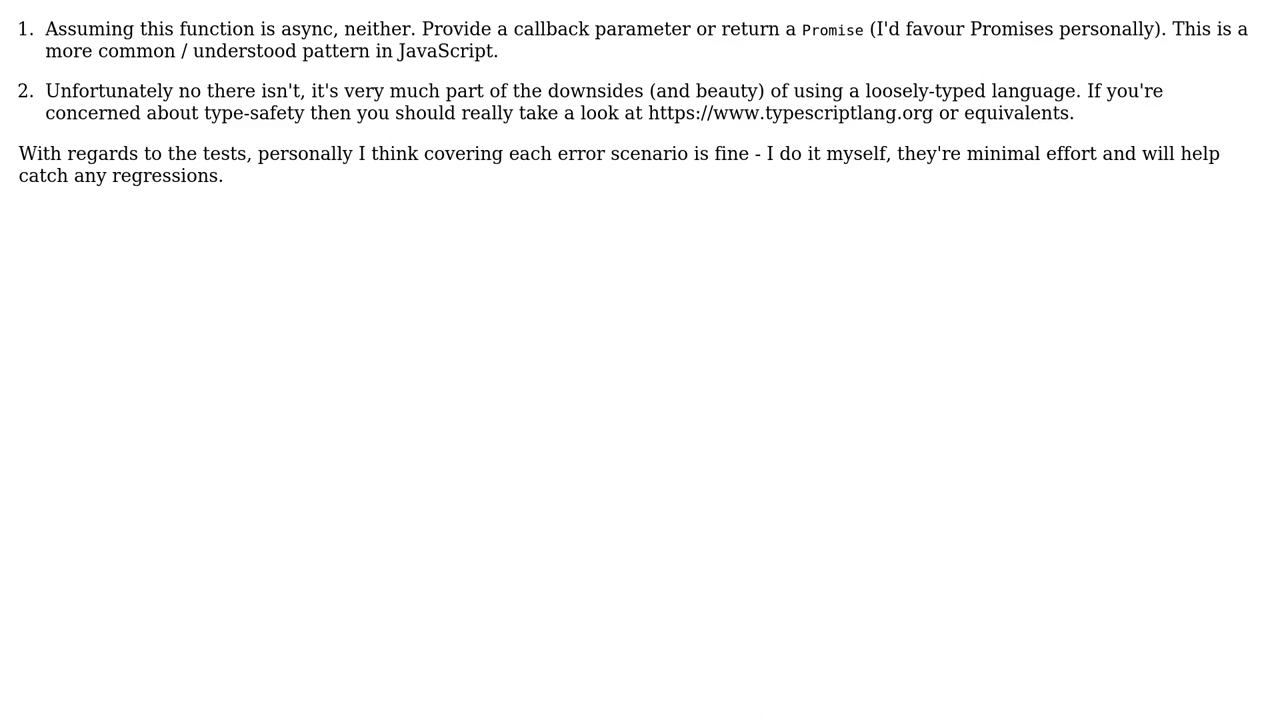 1. Assuming this function is async, neither. Provide a callback parameter or return a Promise (I'd favour Promises personally). This is a
more common / understood pattern in JavaScript.
2. Unfortunately no there isn't, it's very much part of the downsides (and beauty) of using a loosely-typed language. If you're
concerned about type-safety then you should really take a look at https://www.typescriptlang.org or equivalents.
With regards to the tests, personally I think covering each error scenario is fine - I do it myself, they're minimal effort and will help
catch any regressions.